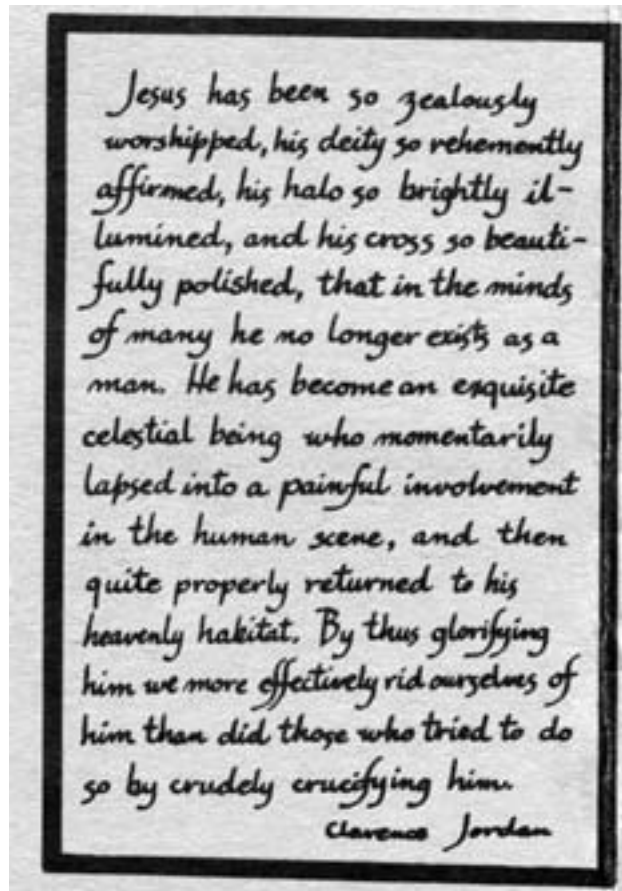 Jesus has been so zealously
worshipped, his deity so vehemently
affirmed, his halo so brightly il-
lumined, and his cross so beauti-
fully polished, that in the minds
of many he no longer exists as a
man. He has become an exquisite
celestial being who momentarily
lapsed into a painful involvement
in the human scene, and then
quite properly returned to his
heavenly habitat. By thus glorifying
him we more effectively rid ourselves of
him than did those who tried to do
so by crudely crucifying him.
Clarence Jordan